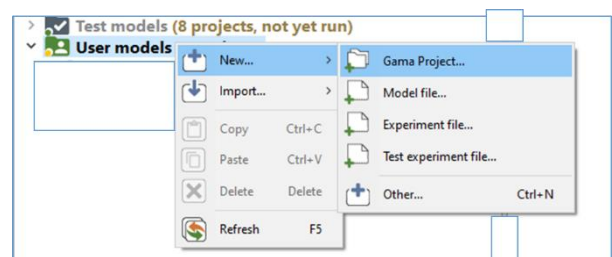 Test models (8 projects, not yet run)
User models
New...
Import...
Copy Ctrl+C
Paste Ctrl+V
Delete Delete
Refresh F5
Gama Project...
Model file...
Experiment file...
Test experiment file...
Other... Ctrl+N